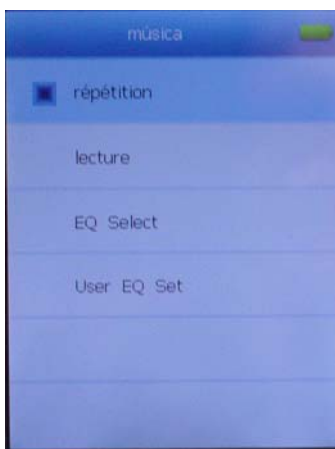 música
répétition
lecture
EQ Select
User EQ Set